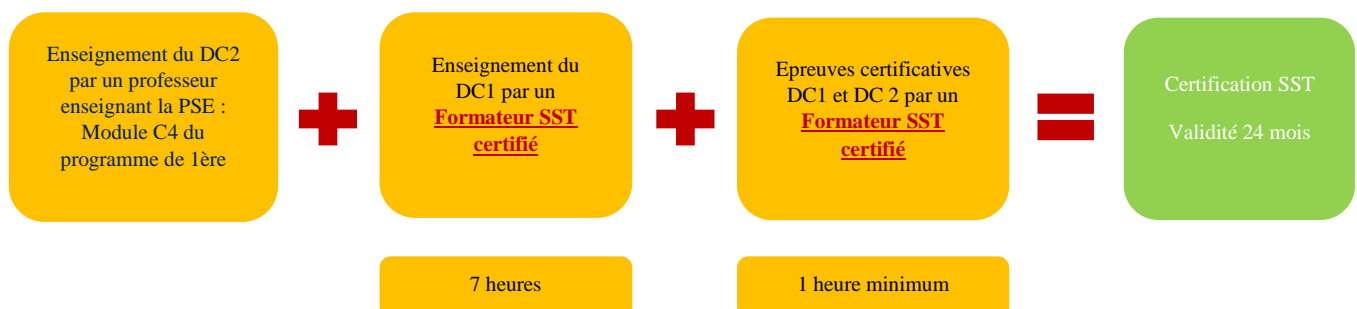 Enseignement du DC2
par un professeur
enseignant la PSE :
Module C4 du
programme de 1ère
Enseignement du
DC1 par un
Formateur SST
certifié
Epreuves certificatives
DC1 et DC 2 par un
Formateur SST
certifié
Certification SST
Validité 24 mois
7 heures
1 heure minimum